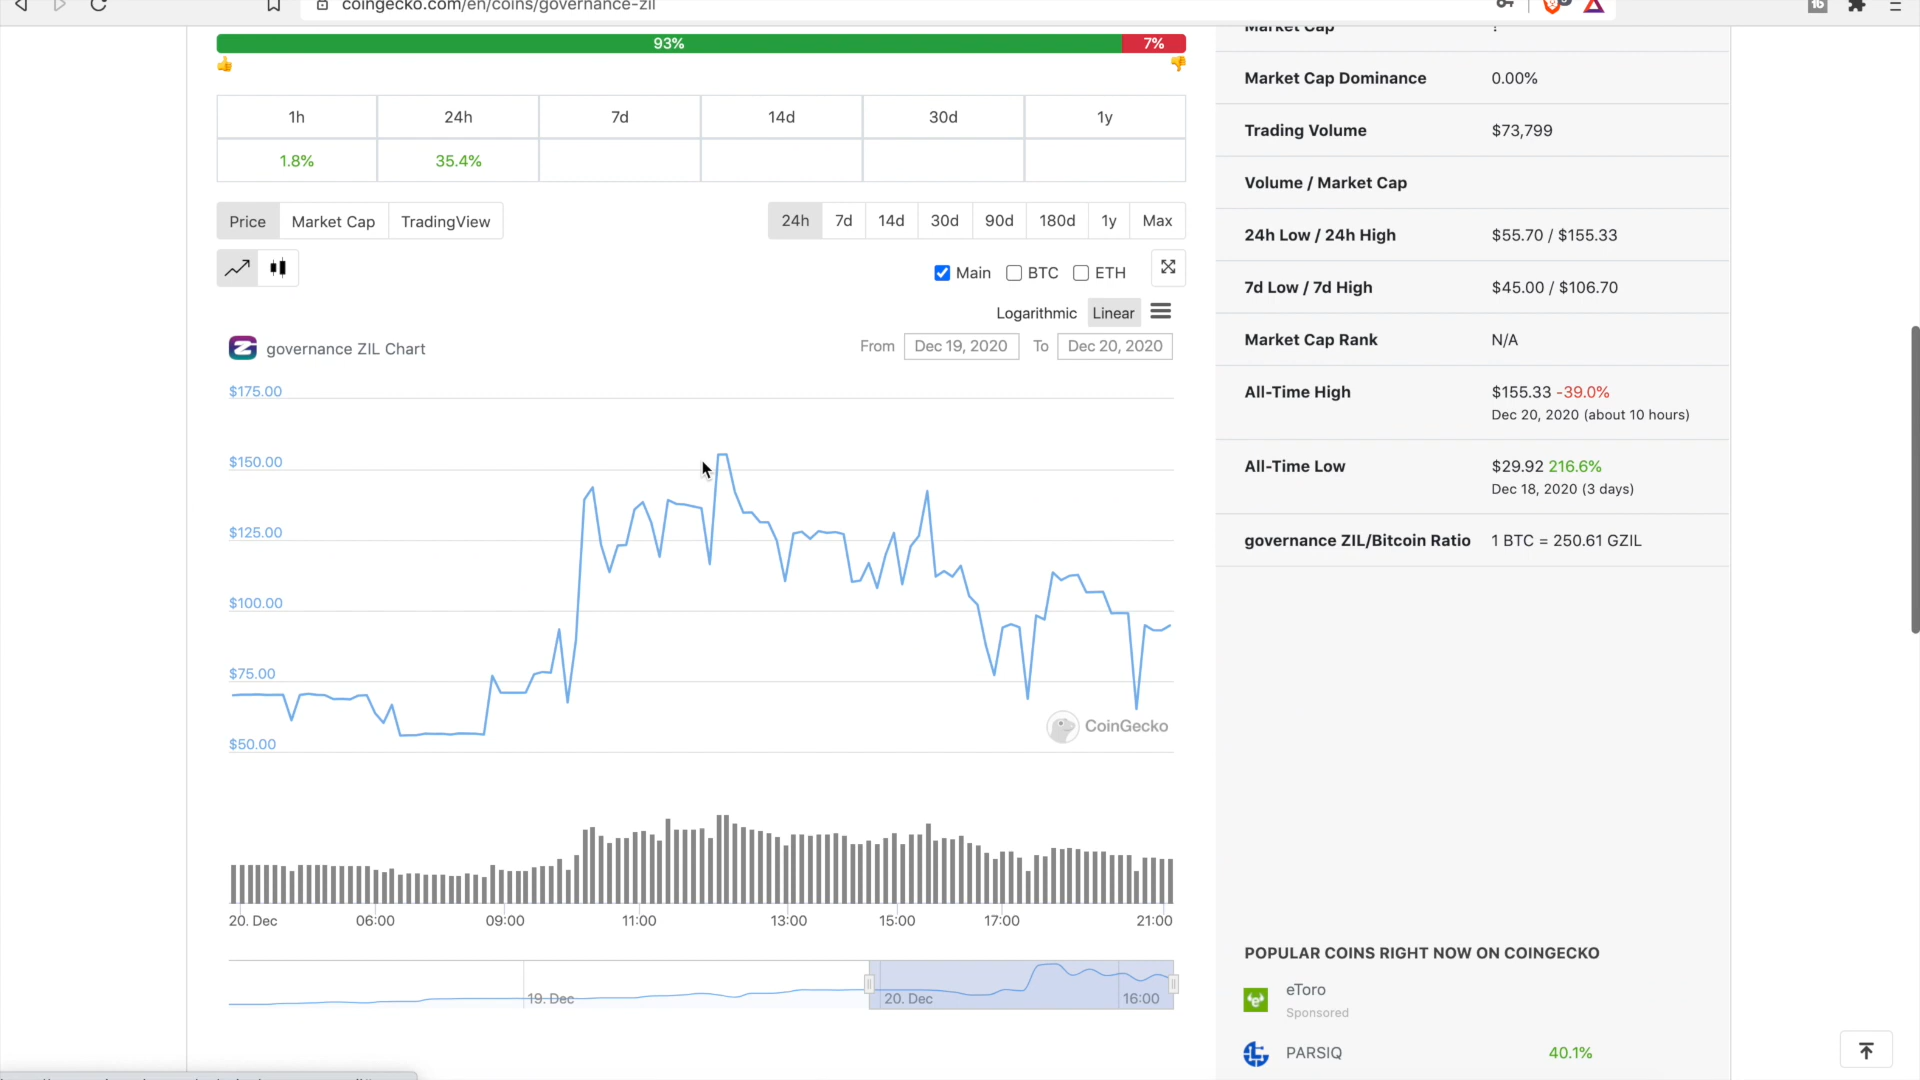 coingecko.com/en/coins/governance-zil
93%
7%
1h 24h 7d 14d 30d 1y
1.8% 35.4%
Price Market Cap TradingView
24h 7d 14d 30d 90d 180d 1y Max
Main BTC ETH
Logarithmic Linear
governance ZIL Chart
From Dec 19, 2020 To Dec 20, 2020
$175.00
$150.00
$125.00
$100.00
$75.00
$50.00
CoinGecko
20. Dec 06:00 09:00 11:00 13:00 15:00 17:00 21:00
19. Dec 20. Dec 16:00
Market Cap ?
Market Cap Dominance 0.00%
Trading Volume $73,799
Volume / Market Cap
24h Low / 24h High $55.70 / $155.33
7d Low / 7d High $45.00 / $106.70
Market Cap Rank N/A
All-Time High $155.33 -39.0%
Dec 20, 2020 (about 10 hours)
All-Time Low $29.92 216.6%
Dec 18, 2020 (3 days)
governance ZIL/Bitcoin Ratio 1 BTC = 250.61 GZIL
POPULAR COINS RIGHT NOW ON COINGECKO
eToro
Sponsored
PARSIQ 40.1%